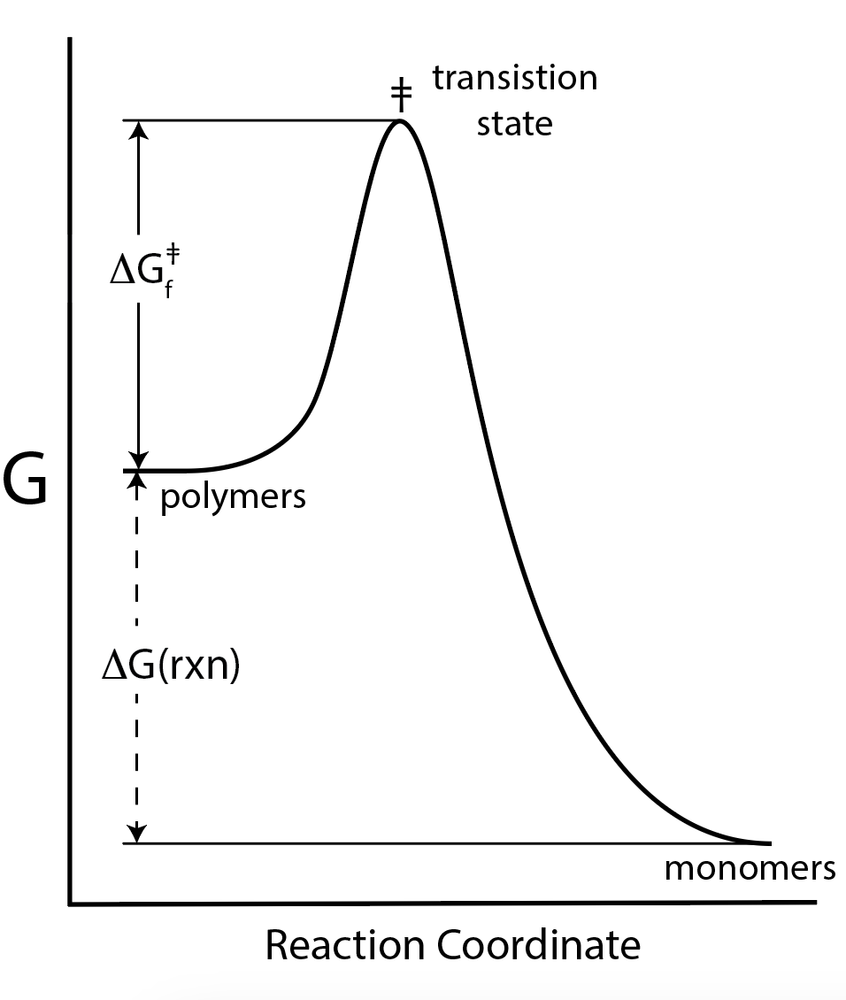 ‡ transistion
state
ΔG‡f
G
polymers
ΔG(rxn)
monomers
Reaction Coordinate